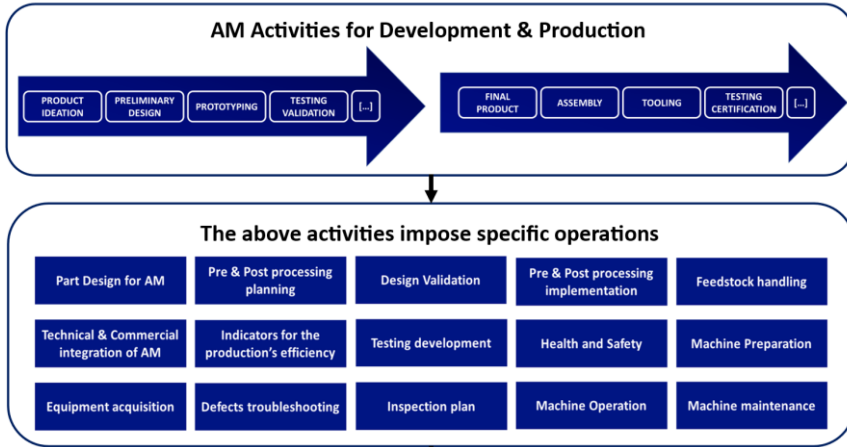 AM Activities for Development & Production
PRODUCT
IDEATION
PRELIMINARY
DESIGN
PROTOTYPING
TESTING
VALIDATION
[...]
FINAL
PRODUCT
ASSEMBLY
TOOLING
TESTING
CERTIFICATION
[...]
The above activities impose specific operations
Part Design for AM
Pre & Post processing
planning
Design Validation
Pre & Post processing
implementation
Feedstock handling
Technical & Commercial
integration of AM
Indicators for the
production's efficiency
Testing development
Health and Safety
Machine Preparation
Equipment acquisition
Defects troubleshooting
Inspection plan
Machine Operation
Machine maintenance